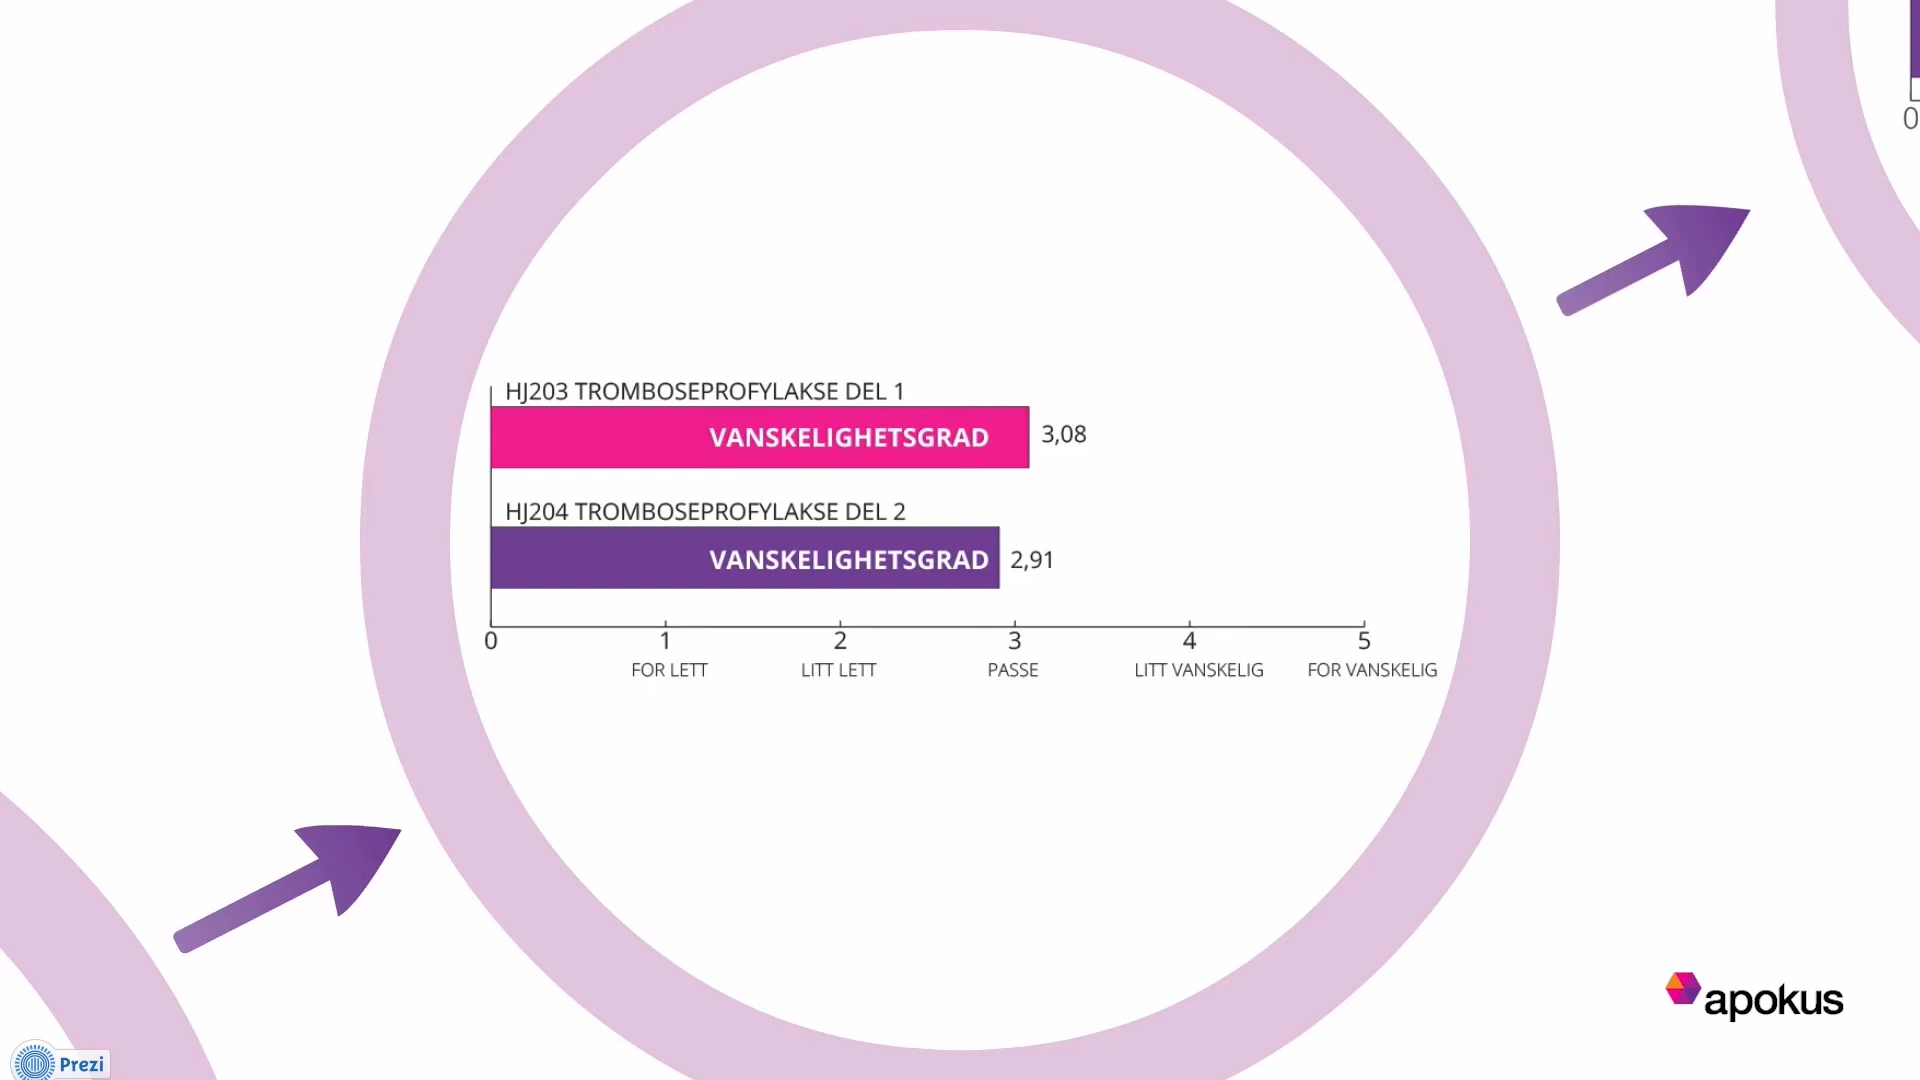 0
HJ203 TROMBOSEPROFYLAKSE DEL 1
VANSKELIGHETSGRAD 3,08
HJ204 TROMBOSEPROFYLAKSE DEL 2
VANSKELIGHETSGRAD 2,91
0 1 2 3 4 5
FOR LETT LITT LETT PASSE LITT VANSKELIG FOR VANSKELIG
apokus
Prezi